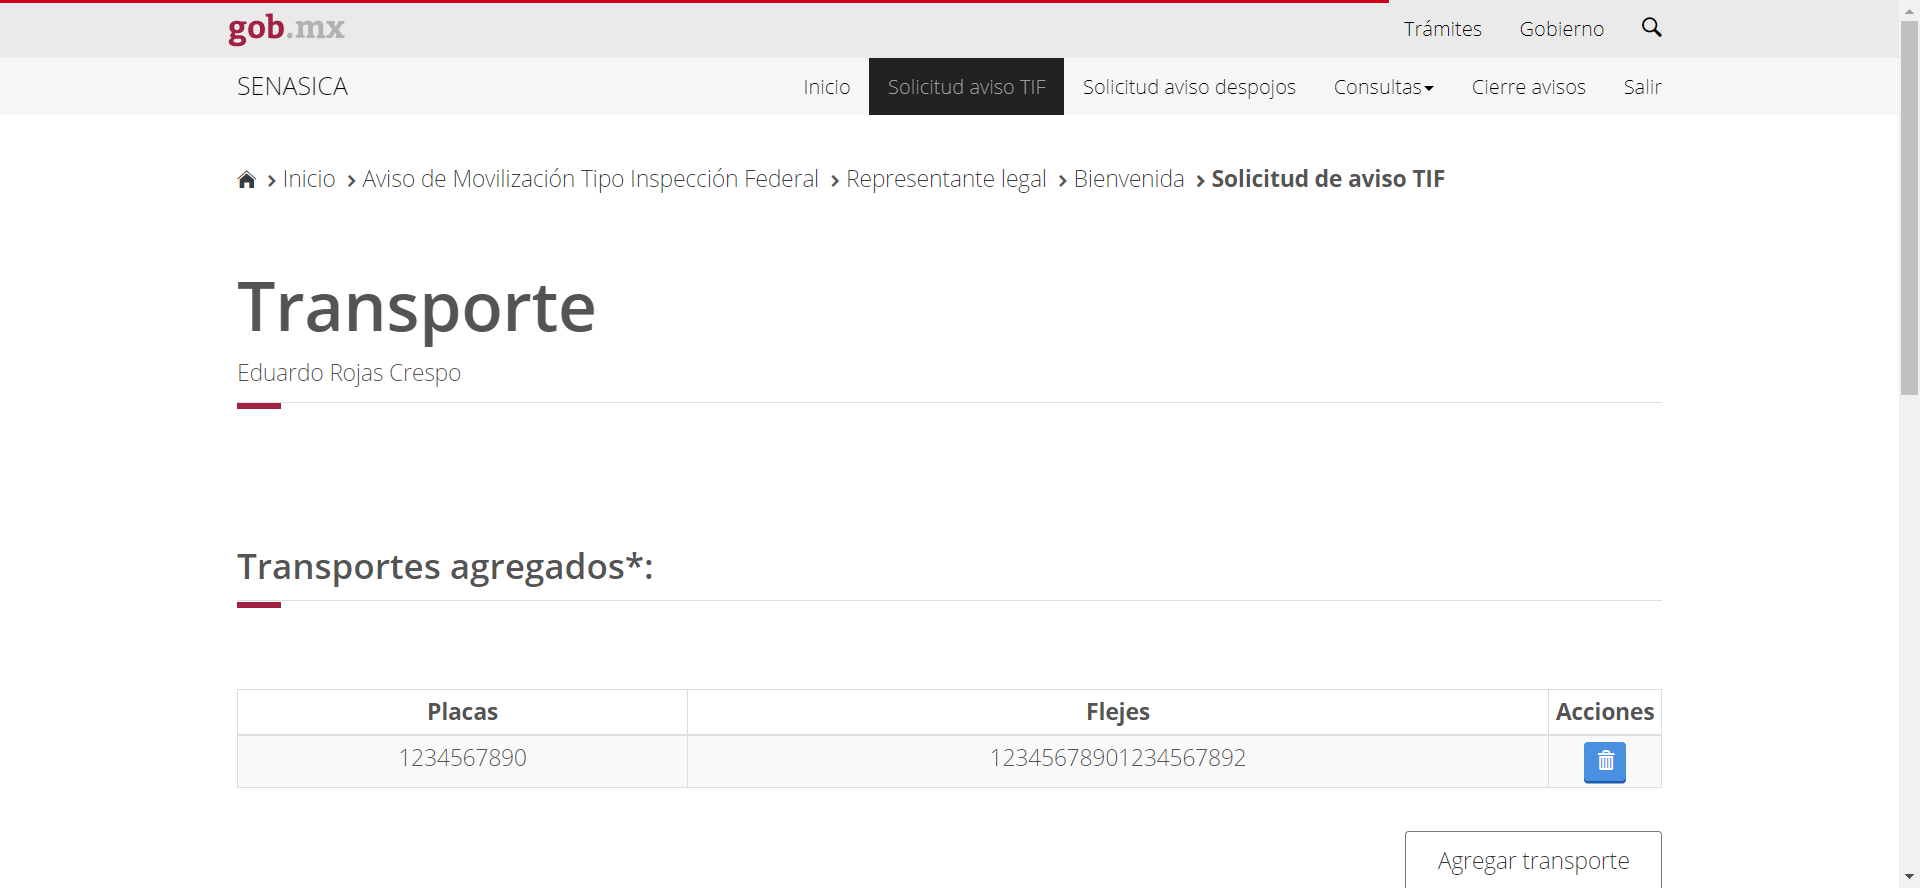 gob.mx
Trámites Gobierno
SENASICA
Inicio Solicitud aviso TIF Solicitud aviso despojos Consultas Cierre avisos Salir
Inicio Aviso de Movilización Tipo Inspección Federal Representante legal Bienvenida Solicitud de aviso TIF
Transporte
Eduardo Rojas Crespo
Transportes agregados*:
Placas Flejes Acciones
1234567890 12345678901234567892
Agregar transporte